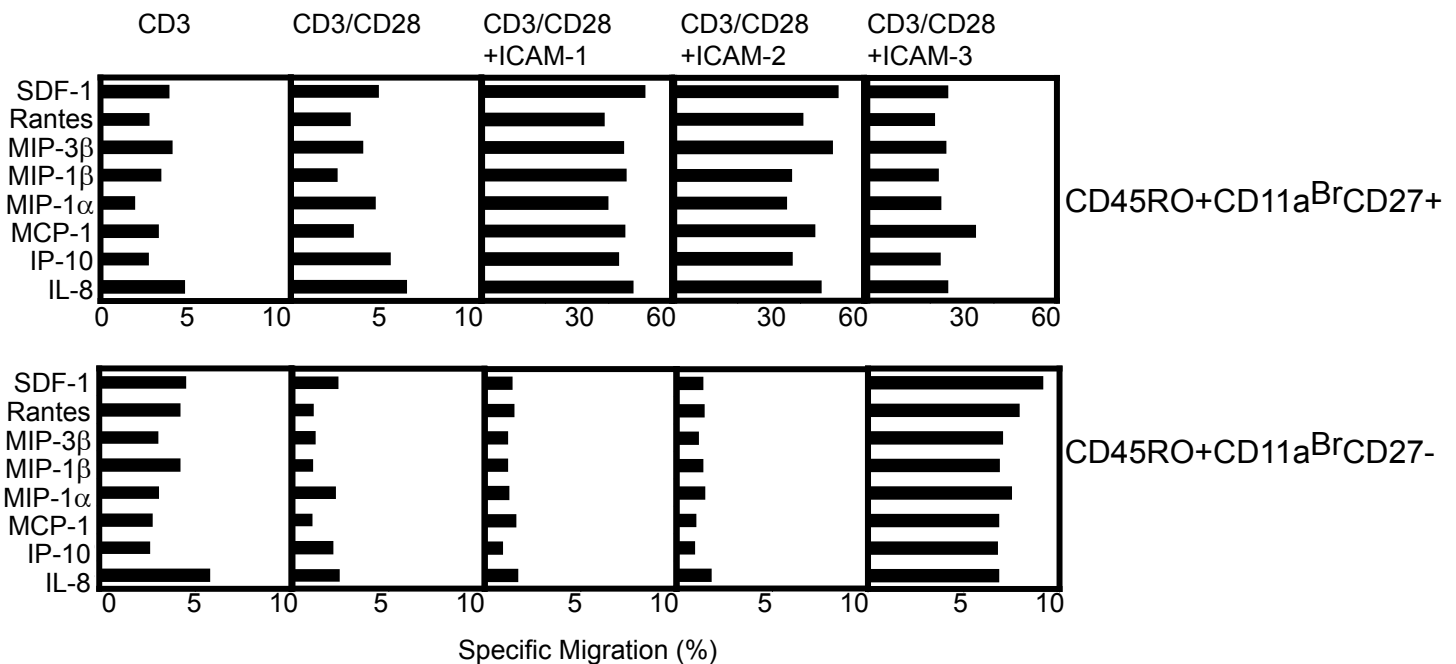 CD3 CD3/CD28 CD3/CD28 CD3/CD28 CD3/CD28
+ICAM-1 +ICAM-2 +ICAM-3
SDF-1
Rantes
MIP-3β
MIP-1β
MIP-1α
MCP-1
IP-10
IL-8
CD45RO+CD11aBrCD27+
0 5 10 5 10 30 60 30 60 30 60
SDF-1
Rantes
MIP-3β
MIP-1β
MIP-1α
MCP-1
IP-10
IL-8
CD45RO+CD11aBrCD27-
0 5 10 5 10 5 10 5 10 5 10
Specific Migration (%)